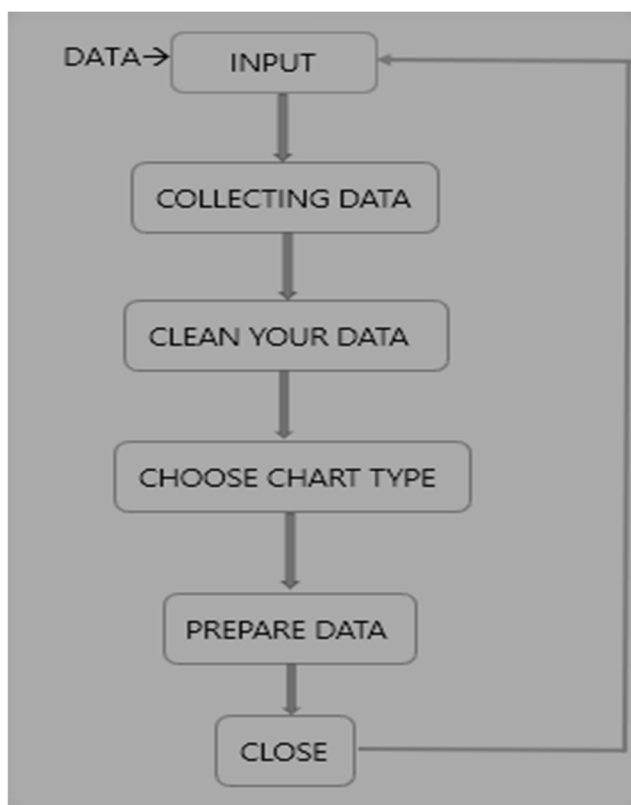 DATA→ INPUT
COLLECTING DATA
CLEAN YOUR DATA
CHOOSE CHART TYPE
PREPARE DATA
CLOSE